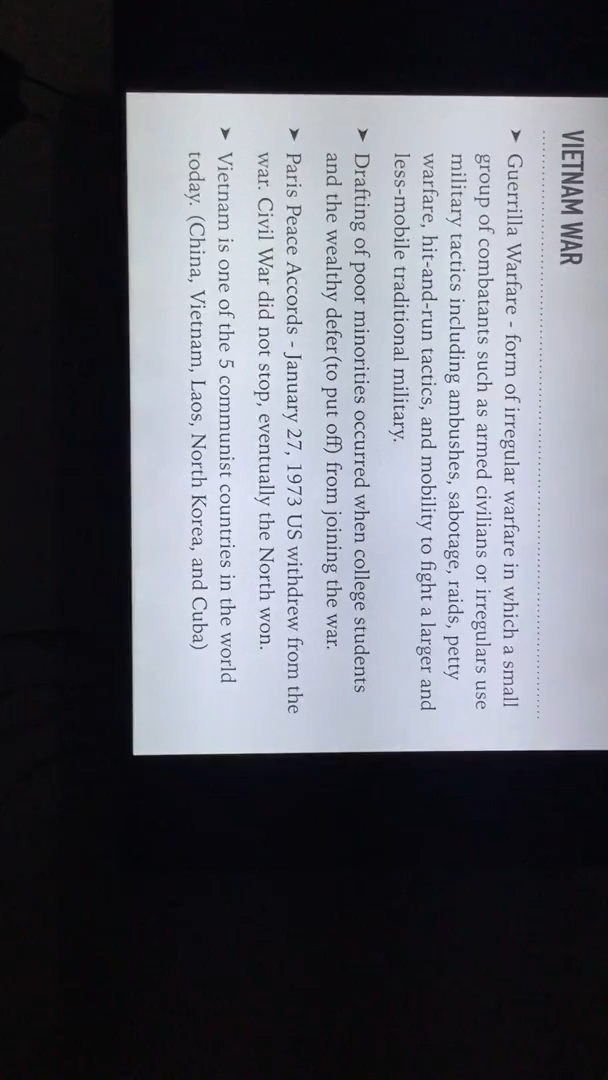 VIETNAM WAR
➤ Guerrilla Warfare - form of irregular warfare in which a small
group of combatants such as armed civilians or irregulars use
military tactics including ambushes, sabotage, raids, petty
warfare, hit-and-run tactics, and mobility to fight a larger and
less-mobile traditional military.
➤ Drafting of poor minorities occurred when college students
and the wealthy defer(to put off) from joining the war.
➤ Paris Peace Accords - January 27, 1973 US withdrew from the
war. Civil War did not stop, eventually the North won.
➤ Vietnam is one of the 5 communist countries in the world
today. (China, Vietnam, Laos, North Korea, and Cuba)